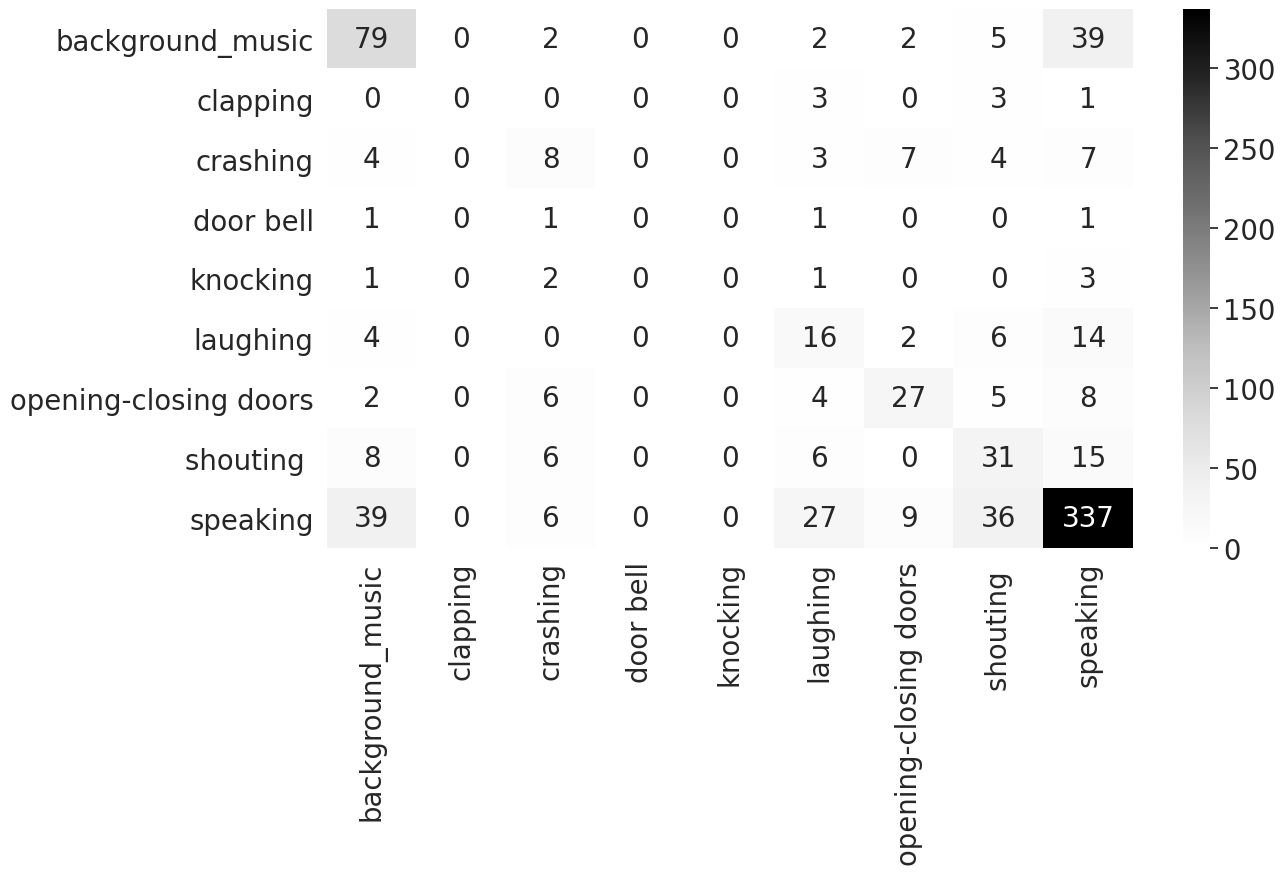 background_music 79 0 2 0 0 2 2 5 39
clapping 0 0 0 0 0 3 0 3 1
crashing 4 0 8 0 0 3 7 4 7
door bell 1 0 1 0 0 1 0 0 1
knocking 1 0 2 0 0 1 0 0 3
laughing 4 0 0 0 0 16 2 6 14
opening-closing doors 2 0 6 0 0 4 27 5 8
shouting 8 0 6 0 0 6 0 31 15
speaking 39 0 6 0 0 27 9 36 337
background_music
clapping
crashing
door bell
knocking
laughing
opening-closing doors
shouting
speaking
300
250
200
150
100
50
0